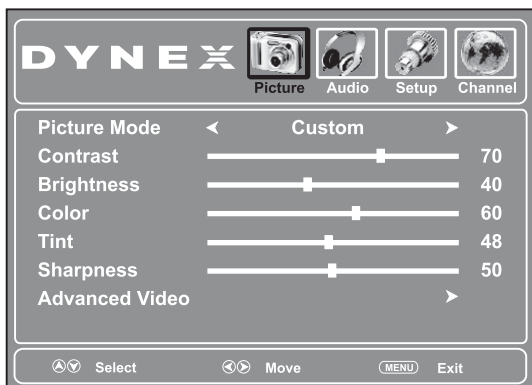 DYNEX
Picture Audio Setup Channel
Picture Mode Custom
Contrast 70
Brightness 40
Color 60
Tint 48
Sharpness 50
Advanced Video
Select Move MENU Exit